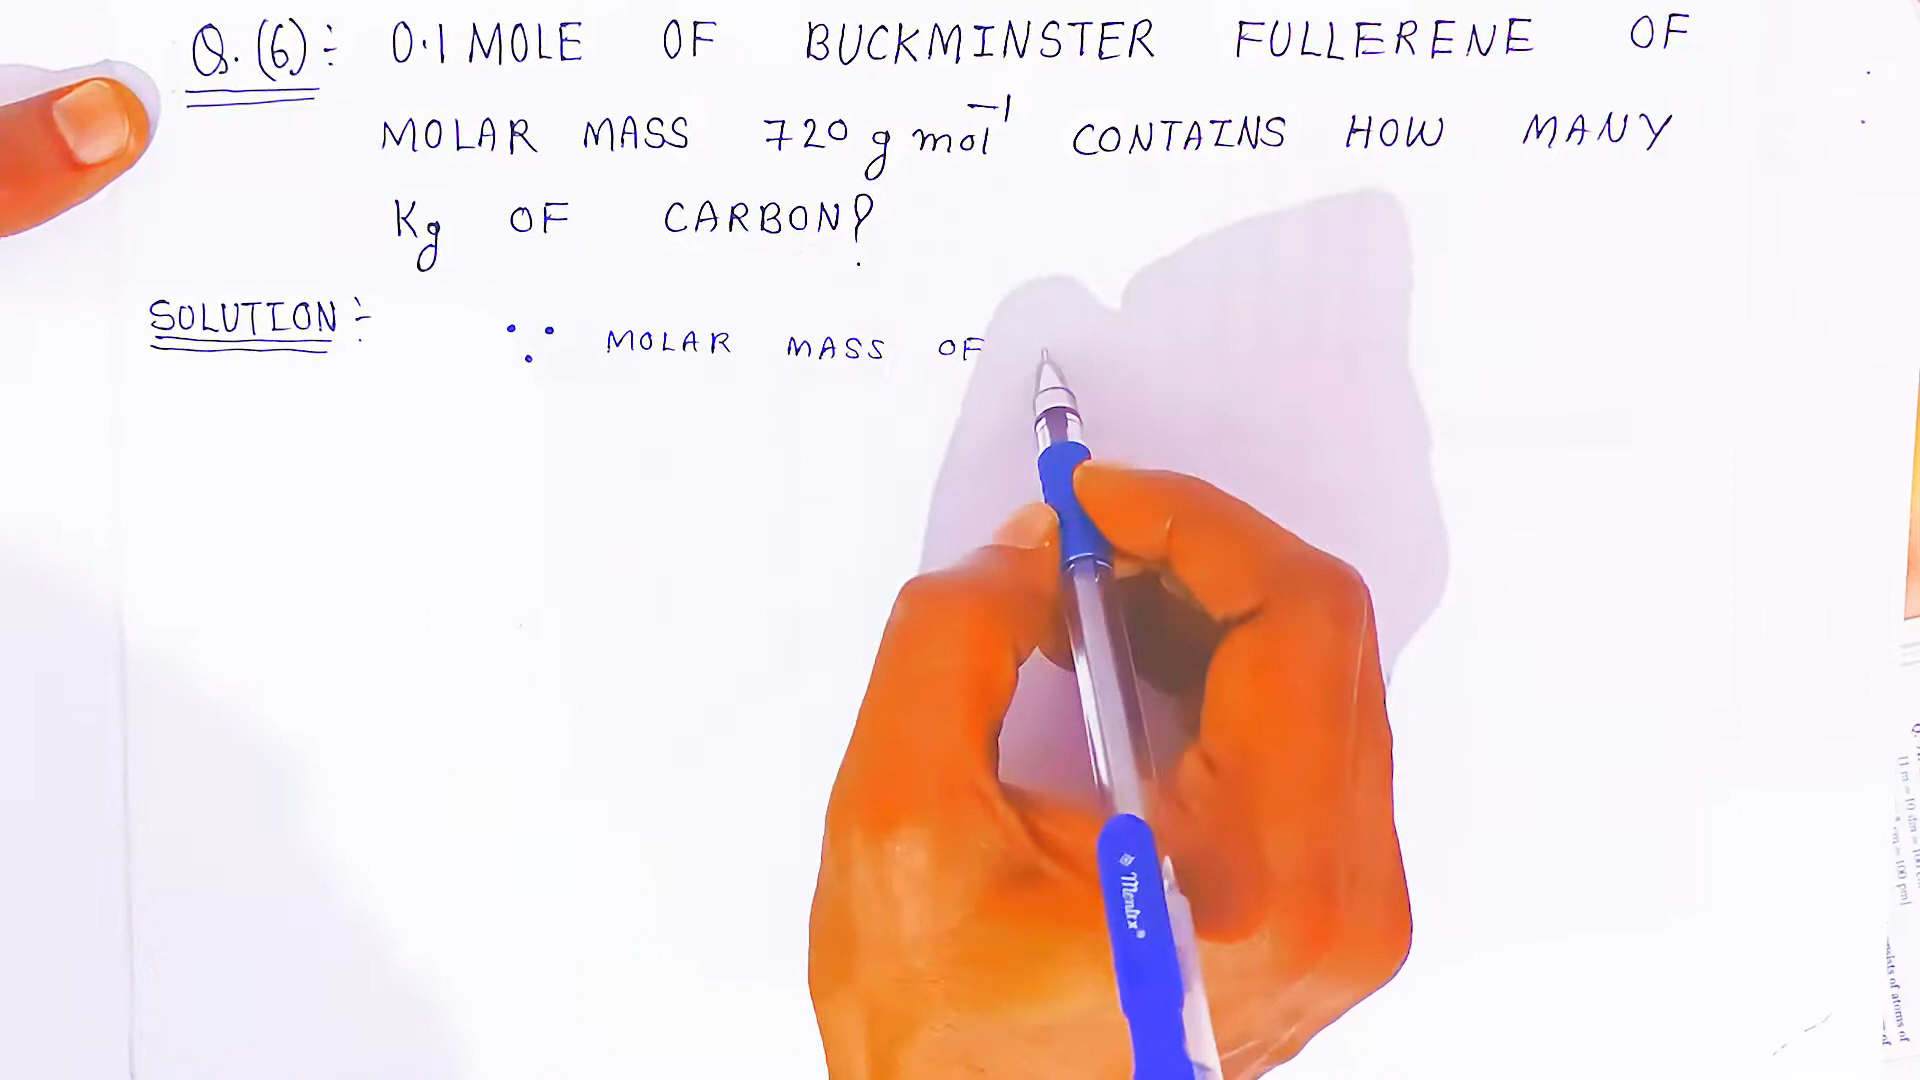 Q.(6):- 0.1 MOLE OF BUCKMINSTER FULLERENE OF
MOLAR MASS 720 g mol⁻¹ CONTAINS HOW MANY
Kg OF CARBON?
SOLUTION:- ∵ MOLAR MASS OF
Montex®